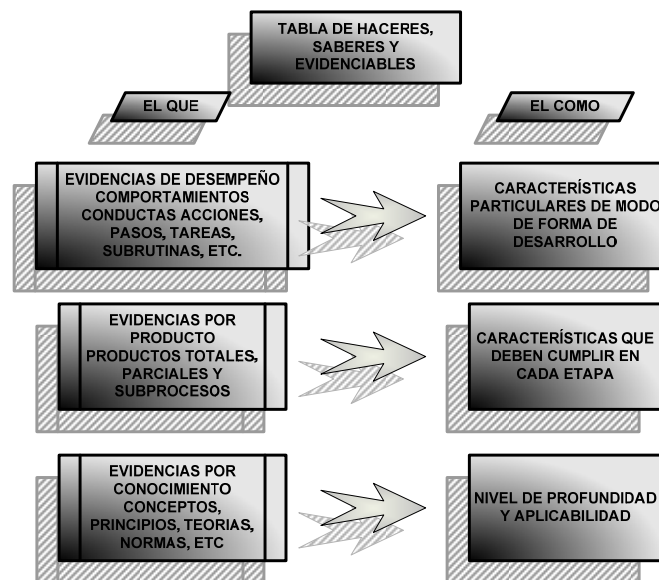 TABLA DE HACERES,
SABERES Y
EVIDENCIABLES
EL QUE
EL COMO
EVIDENCIAS DE DESEMPEÑO
COMPORTAMIENTOS
CONDUCTAS ACCIONES,
PASOS, TAREAS,
SUBRUTINAS, ETC.
CARACTERÍSTICAS
PARTICULARES DE MODO
DE FORMA DE
DESARROLLO
EVIDENCIAS POR
PRODUCTO
PRODUCTOS TOTALES,
PARCIALES Y
SUBPROCESOS
CARACTERÍSTICAS QUE
DEBEN CUMPLIR EN
CADA ETAPA
EVIDENCIAS POR
CONOCIMIENTO
CONCEPTOS,
PRINCIPIOS, TEORIAS,
NORMAS, ETC
NIVEL DE PROFUNDIDAD
Y APLICABILIDAD